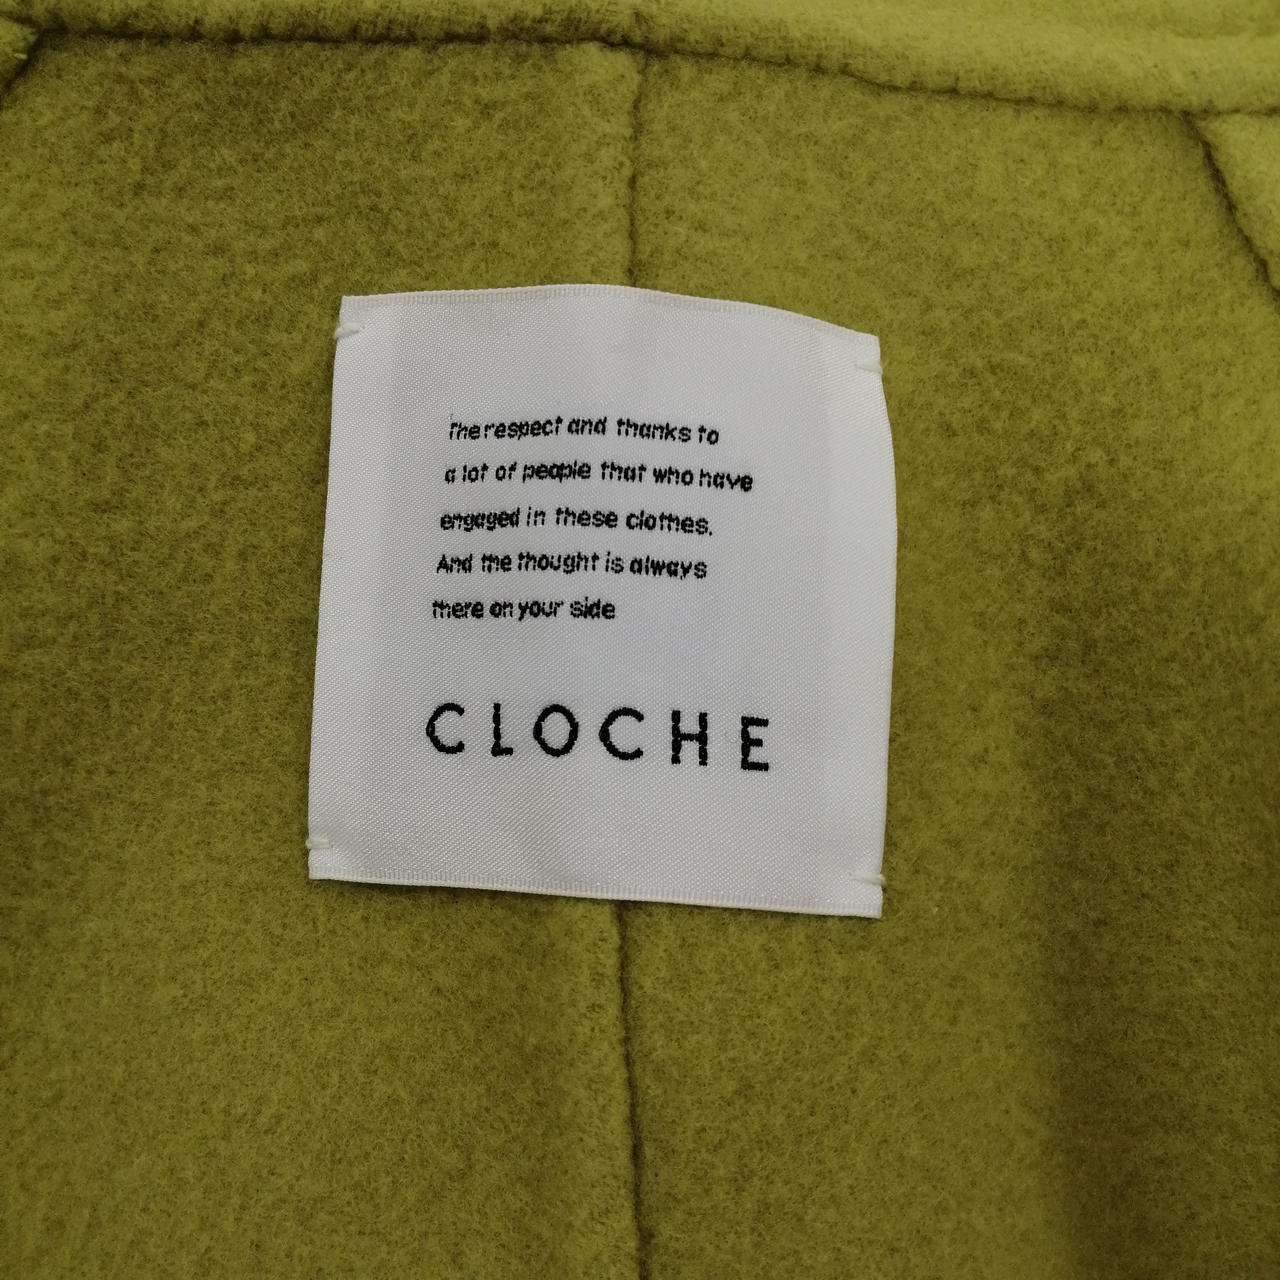 The respect and thanks to
a lot of people that who have
engaged in these clothes.
And the thought is always
there on your side
CLOCHE